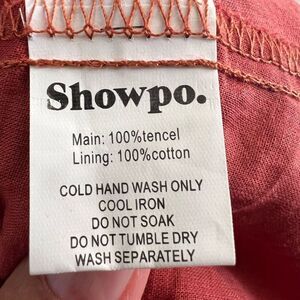 Showpo.
Main: 100%tencel
Lining: 100%cotton
COLD HAND WASH ONLY
COOL IRON
DO NOT SOAK
DO NOT TUMBLE DRY
WASH SEPARATELY.